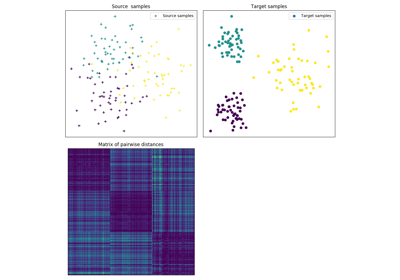 Source  samples
Source samples
Target samples
Target samples
Matrix of pairwise distances